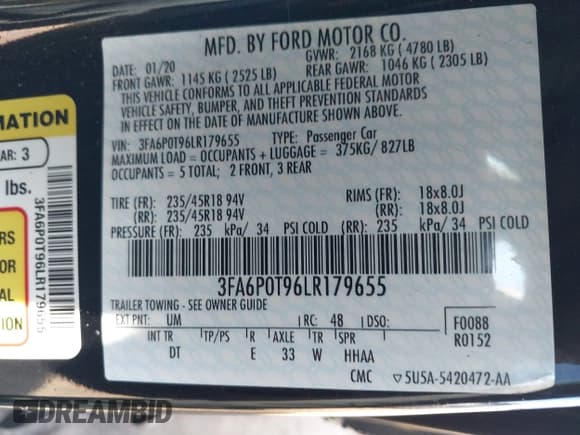 MFD. BY FORD MOTOR CO.
DATE: 01/20 GVWR: 2168 KG ( 4780 LB)
FRONT GAWR: 1145 KG ( 2525 LB) REAR GAWR: 1046 KG ( 2305 LB)
THIS VEHICLE CONFORMS TO ALL APPLICABLE FEDERAL MOTOR
VEHICLE SAFETY, BUMPER, AND THEFT PREVENTION STANDARDS
IN EFFECT ON THE DATE OF MANUFACTURE SHOWN ABOVE.
VIN: 3FA6P0T96LR179655 TYPE: Passenger Car
MAXIMUM LOAD = OCCUPANTS + LUGGAGE = 375KG/ 827LB
OCCUPANTS = 5 TOTAL; 2 FRONT, 3 REAR
TIRE (FR): 235/45R18 94V RIMS (FR): 18x8.0J
(RR): 235/45R18 94V (RR): 18x8.0J
PRESSURE (FR): 235 kPa/ 34 PSI COLD (RR): 235 kPa/ 34 PSI COLD
3FA6P0T96LR179655
TRAILER TOWING - SEE OWNER GUIDE
EXT PNT: UM RC: 48 DSO: F0088
INT TR TP/PS R AXLE TR SPR R0152
DT E 33 W HHAA
CMC ▽5U5A-5420472-AA
MATION
AR: 3
lbs.
RS
OR
AL
ION
3FA6P0T96LR179655
DREAMBID